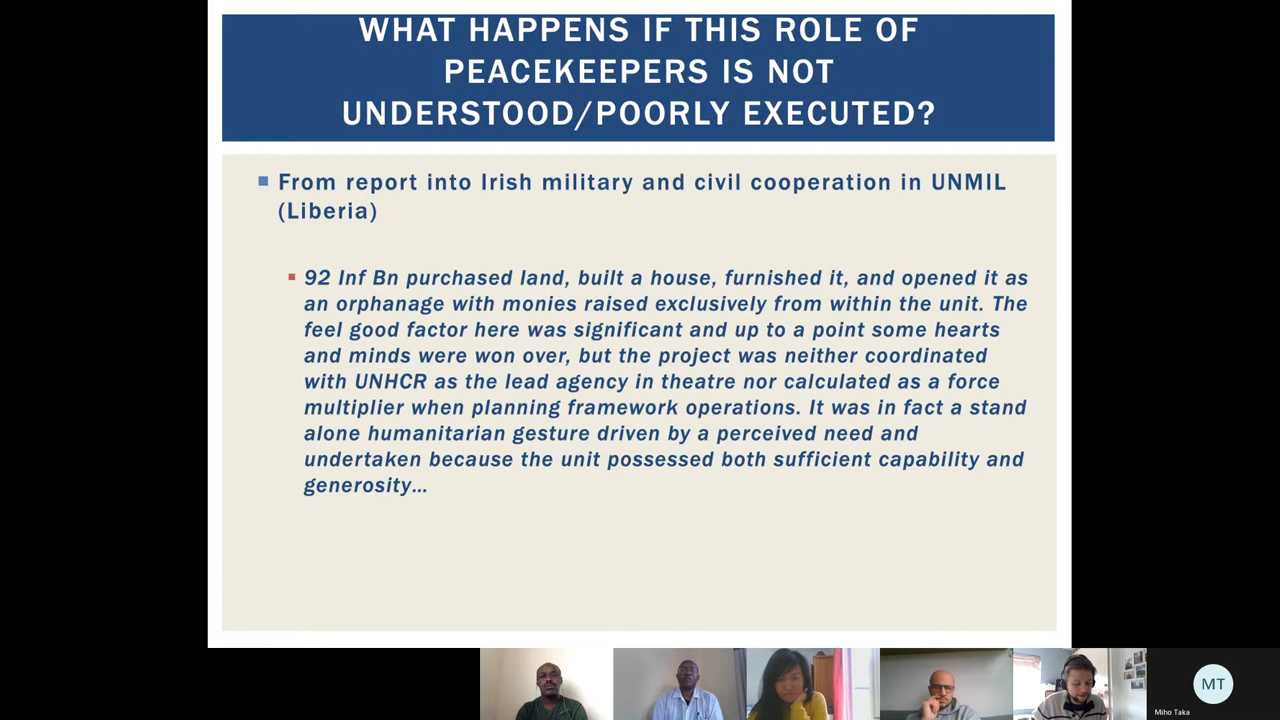 WHAT HAPPENS IF THIS ROLE OF
PEACEKEEPERS IS NOT
UNDERSTOOD/POORLY EXECUTED?
From report into Irish military and civil cooperation in UNMIL
(Liberia)
92 Inf Bn purchased land, built a house, furnished it, and opened it as
an orphanage with monies raised exclusively from within the unit. The
feel good factor here was significant and up to a point some hearts
and minds were won over, but the project was neither coordinated
with UNHCR as the lead agency in theatre nor calculated as a force
multiplier when planning framework operations. It was in fact a stand
alone humanitarian gesture driven by a perceived need and
undertaken because the unit possessed both sufficient capability and
generosity...
MT
Miho Taka